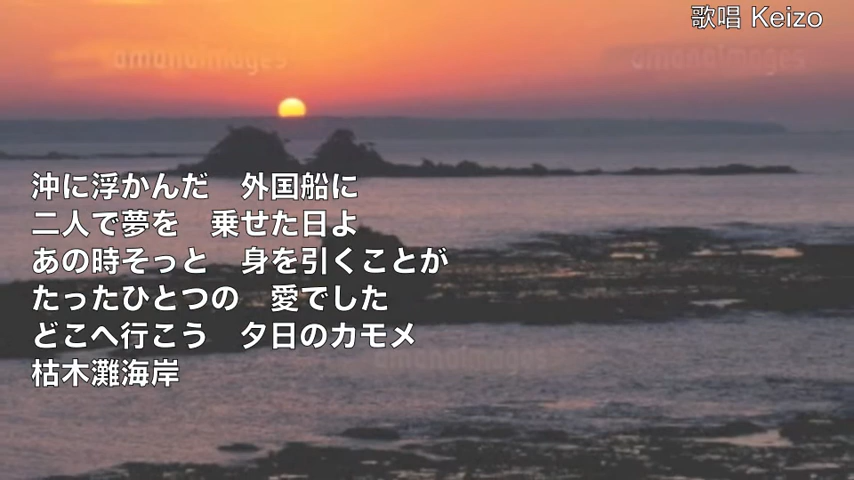 歌唱 Keizo
amanaimages
amanaimages
沖に浮かんだ　外国船に
二人で夢を　乗せた日よ
あの時そっと　身を引くことが
たったひとつの　愛でした
どこへ行こう　夕日のカモメ
枯木灘海岸